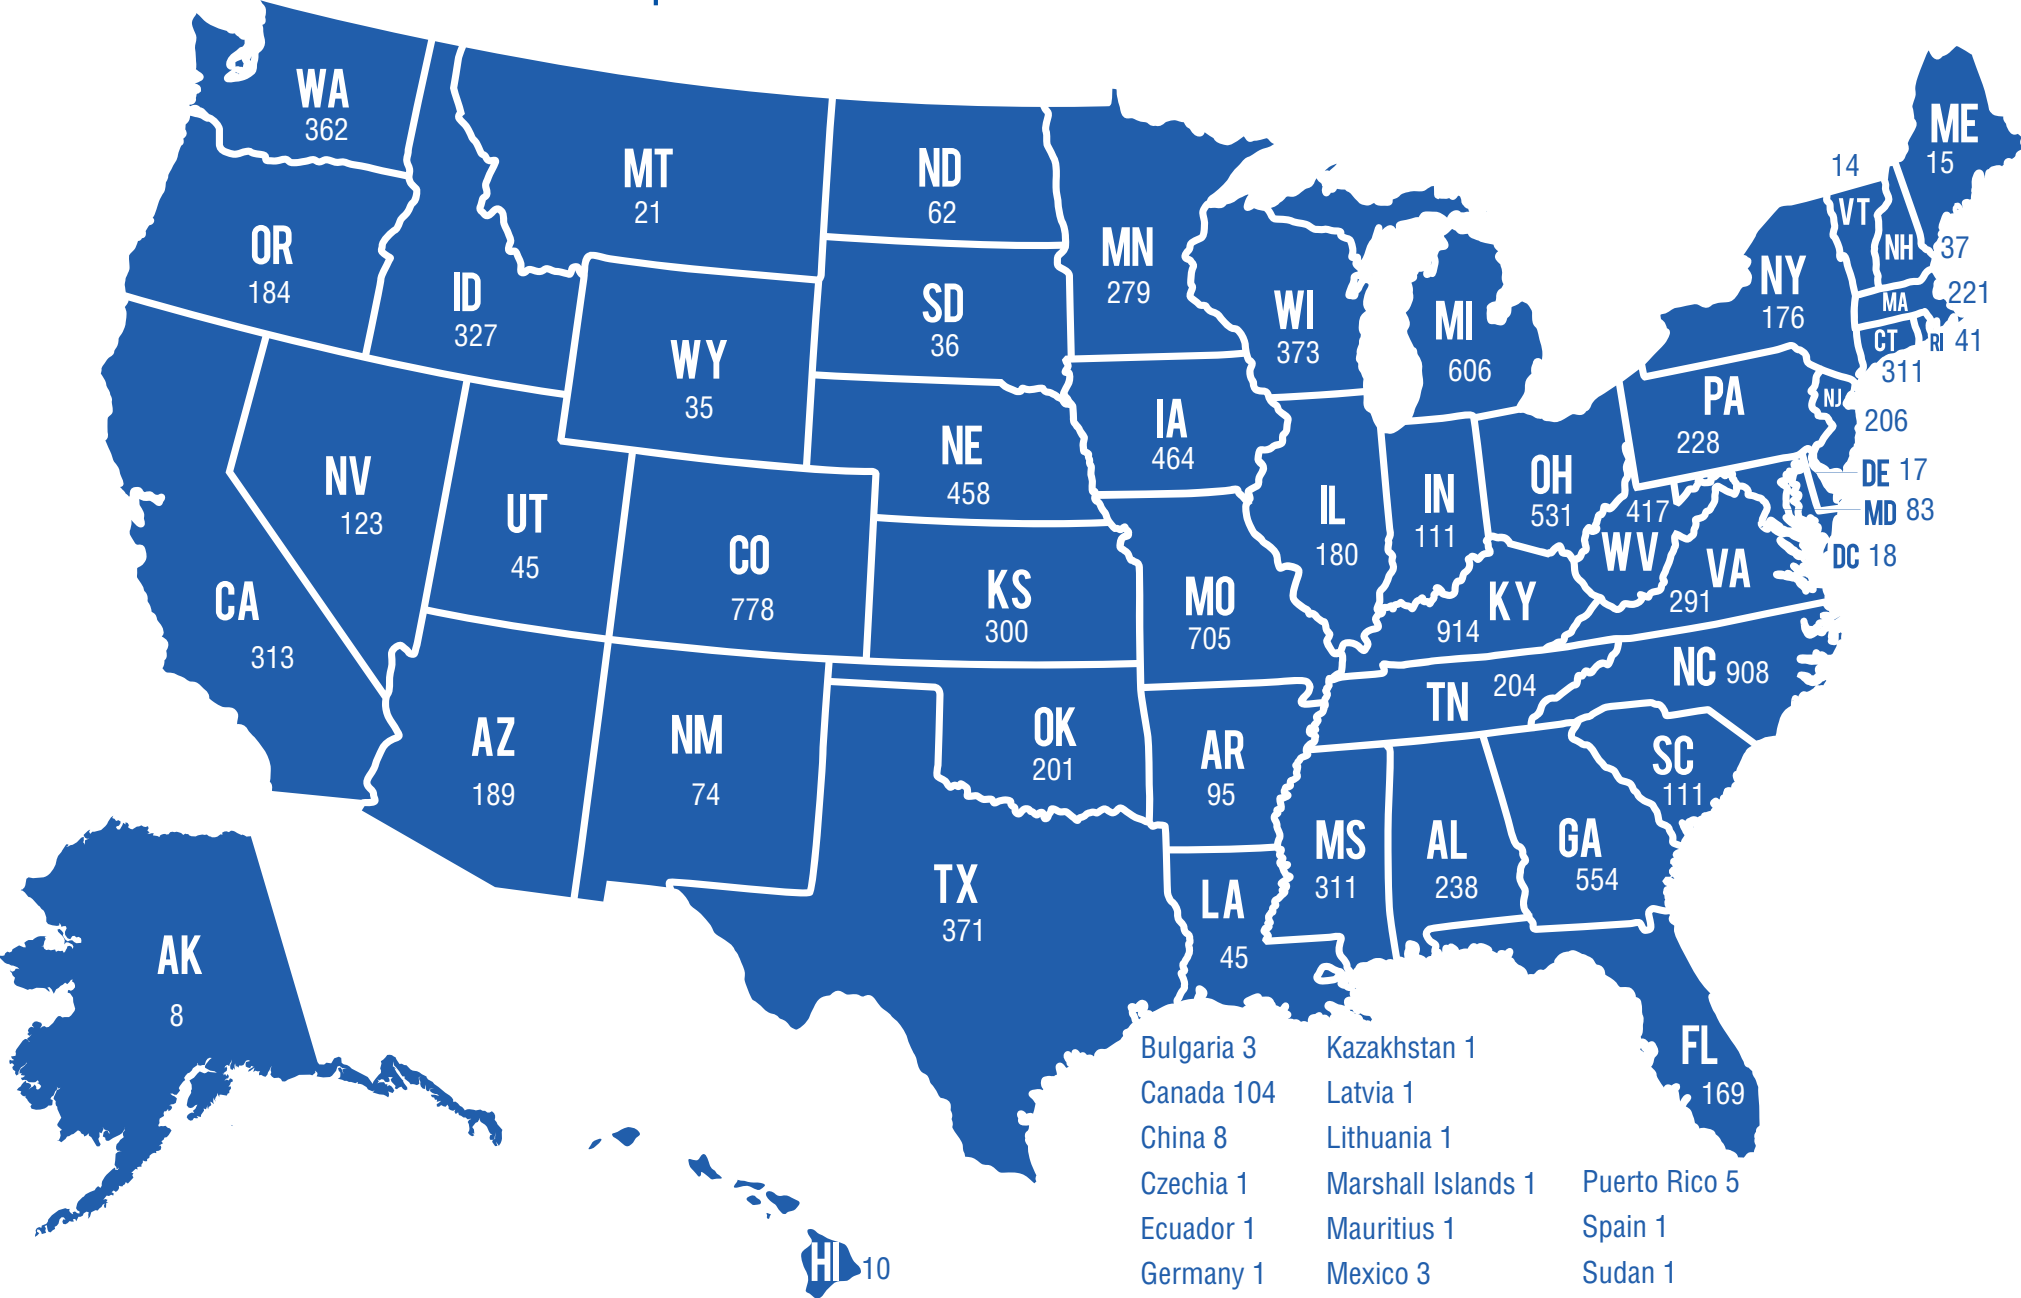 WA
362
OR
184
ID
327
MT
21
ND
62
MN
279
SD
36
WY
35
WI
373
MI
606
NE
458
IA
464
NV
123
UT
45
CO
778
CA
313
KS
300
MO
705
IL
180
IN
111
OH
531
KY
914
417
WV
VA
291
PA
228
NY
176
14
VT
NH
37
ME
15
MA
221
CT
311
RI 41
NJ
206
DE 17
MD 83
DC 18
NC 908
TN
204
SC
111
AZ
189
NM
74
OK
201
AR
95
TX
371
LA
45
MS
311
AL
238
GA
554
FL
169
AK
8
HI 10
Bulgaria 3
Canada 104
China 8
Czechia 1
Ecuador 1
Germany 1
Kazakhstan 1
Latvia 1
Lithuania 1
Marshall Islands 1
Mauritius 1
Mexico 3
Puerto Rico 5
Spain 1
Sudan 1